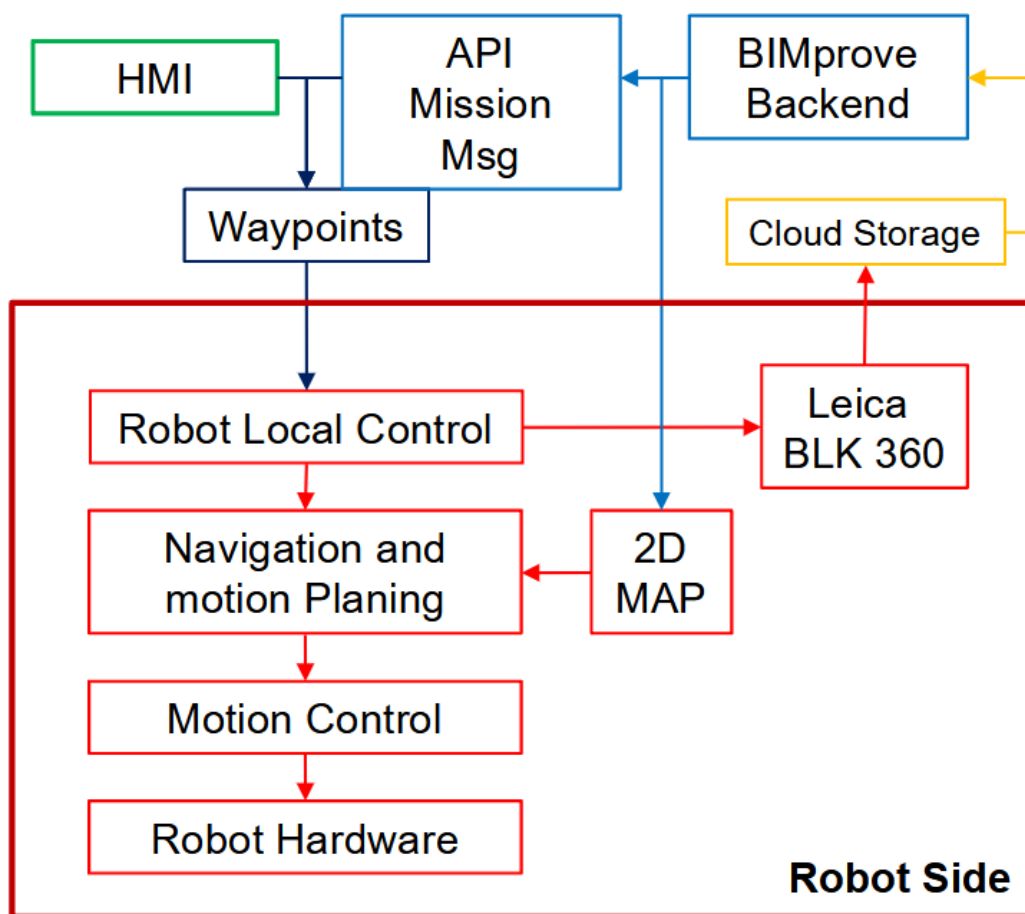 HMI
API
Mission
Msg
BIMprove
Backend
Waypoints
Cloud Storage
Robot Local Control
Leica
BLK 360
Navigation and
motion Planing
2D
MAP
Motion Control
Robot Hardware
Robot Side